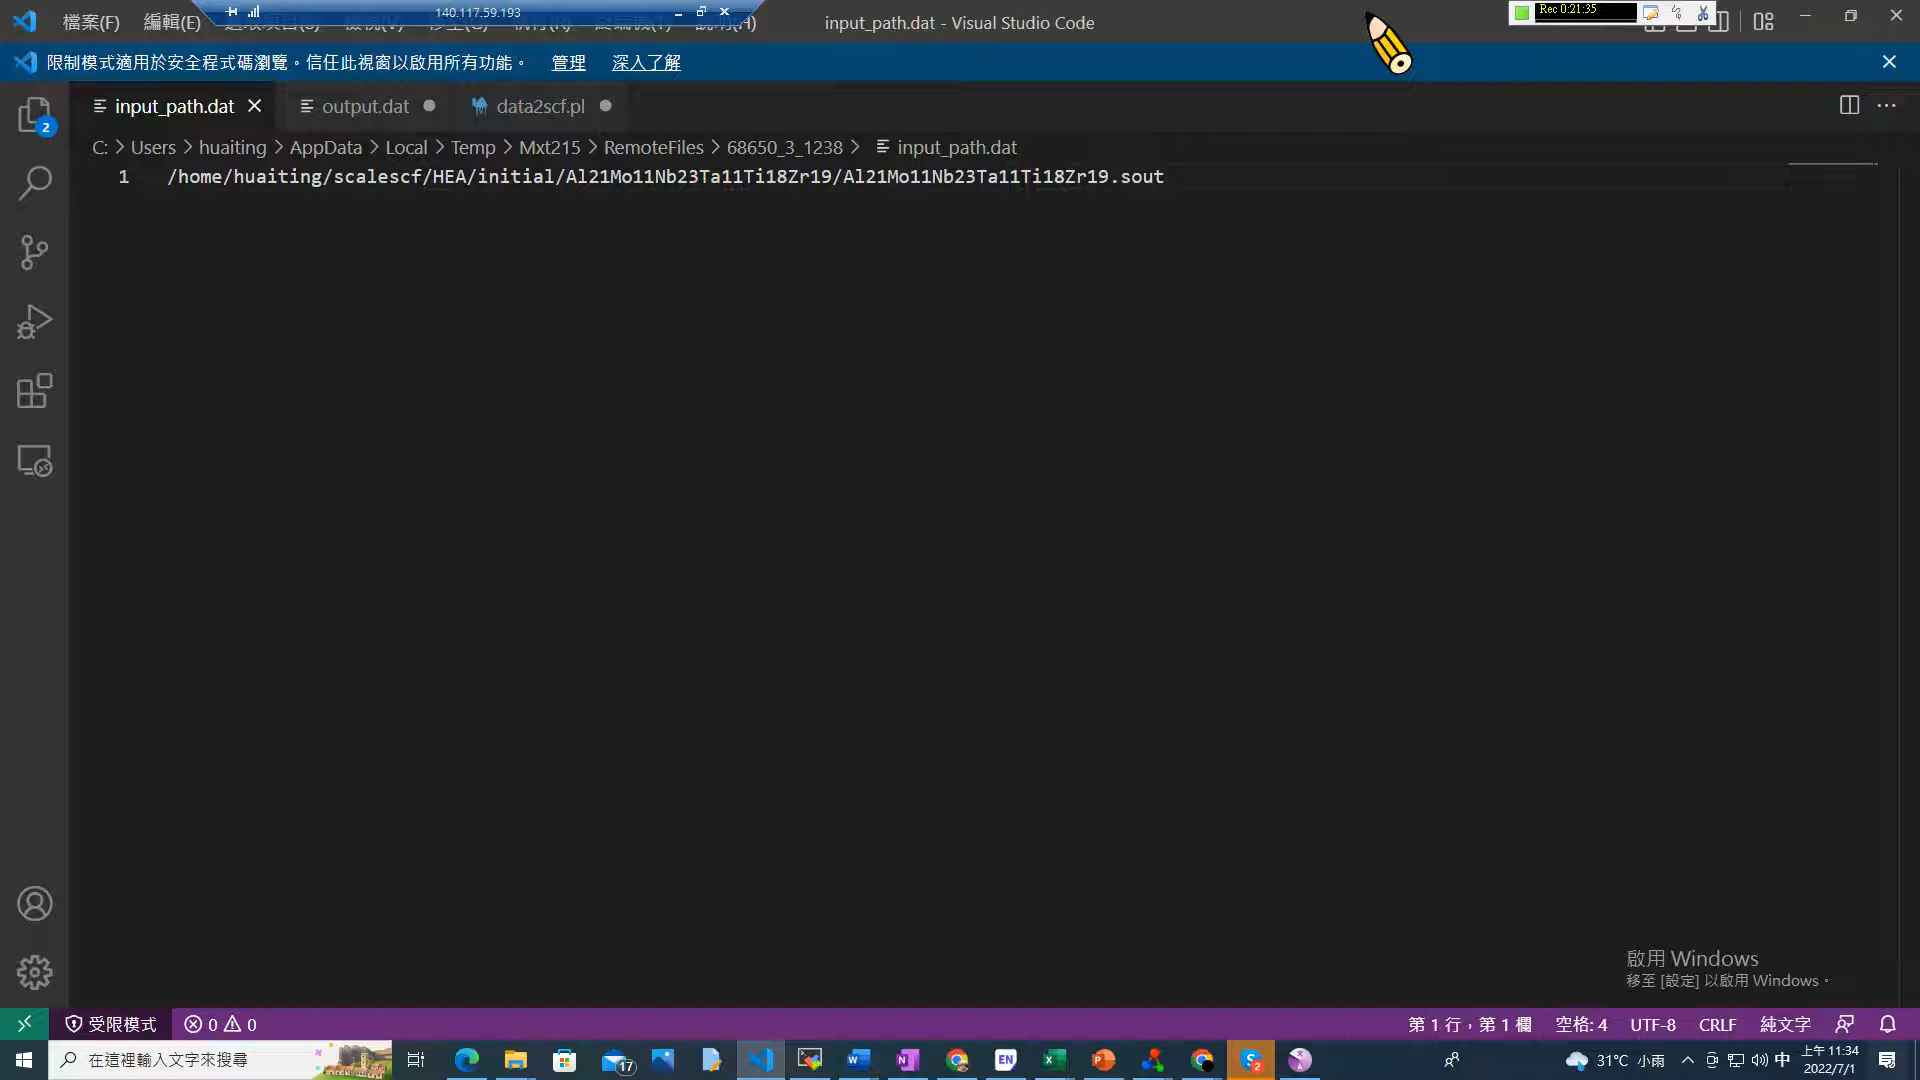 檔案(F) 編輯(E)
140.117.59.193
input_path.dat - Visual Studio Code
Rec 0:21:35
限制模式適用於安全程式碼瀏覽。信任此視窗以啟用所有功能。 管理 深入了解
input_path.dat output.dat data2scf.pl
2
C: > Users > huaiting > AppData > Local > Temp > Mxt215 > RemoteFiles > 68650_3_1238 > input_path.dat
1 /home/huaiting/scalescf/HEA/initial/Al21Mo11Nb23Ta11Ti18Zr19/Al21Mo11Nb23Ta11Ti18Zr19.sout
啟用 Windows
移至 [設定] 以啟用 Windows。
受限模式 0 0 第 1 行，第 1 欄 空格: 4 UTF-8 CRLF 純文字
在這裡輸入文字來搜尋 17 EN 2 31°C 小雨 中 上午 11:34
2022/7/1